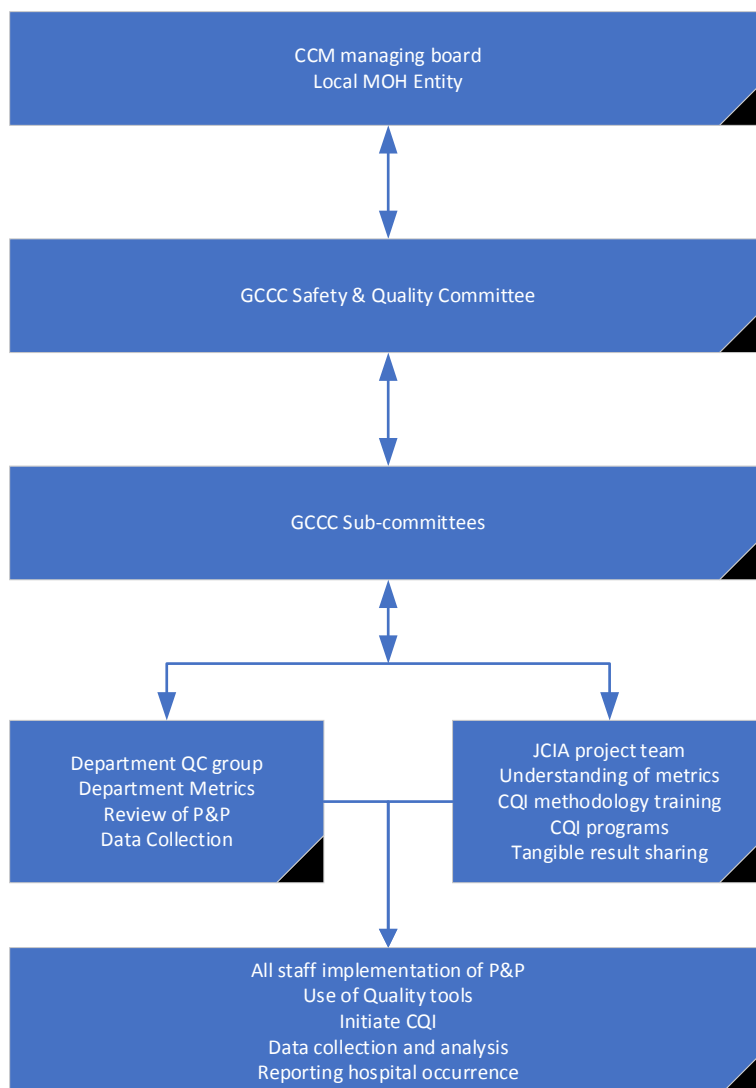 CCM managing board
Local MOH Entity
GCCC Safety & Quality Committee
GCCC Sub-committees
Department QC group
Department Metrics
Review of P&P
Data Collection
JCIA project team
Understanding of metrics
CQI methodology training
CQI programs
Tangible result sharing
All staff implementation of P&P
Use of Quality tools
Initiate CQI
Data collection and analysis
Reporting hospital occurrence